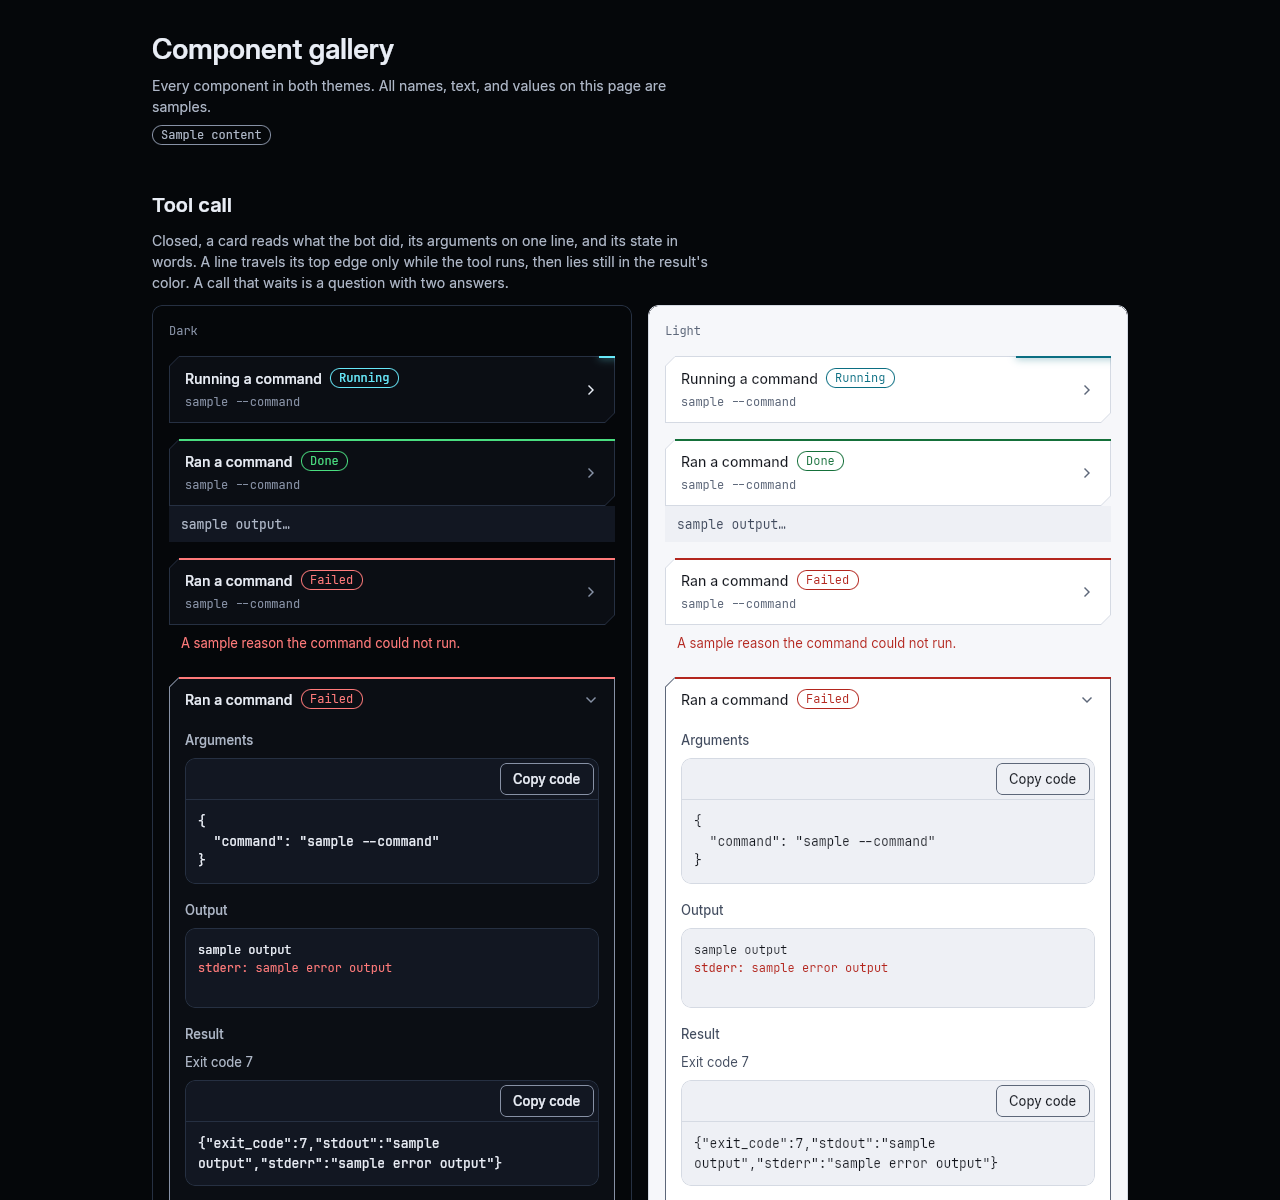 Component gallery
Every component in both themes. All names, text, and values on this page are
samples.
Sample content
Tool call
Closed, a card reads what the bot did, its arguments on one line, and its state in
words. A line travels its top edge only while the tool runs, then lies still in the result's
color. A call that waits is a question with two answers.
Dark
Running a command Running
sample --command
Ran a command Done
sample --command
sample output…
Ran a command Failed
sample --command
A sample reason the command could not run.
Ran a command Failed
Arguments
Copy code
{
"command": "sample --command"
}
Output
sample output
stderr: sample error output
Result
Exit code 7
Copy code
{"exit_code":7,"stdout":"sample
output","stderr":"sample error output"}
Light
Running a command Running
sample --command
Ran a command Done
sample --command
sample output…
Ran a command Failed
sample --command
A sample reason the command could not run.
Ran a command Failed
Arguments
Copy code
{
"command": "sample --command"
}
Output
sample output
stderr: sample error output
Result
Exit code 7
Copy code
{"exit_code":7,"stdout":"sample
output","stderr":"sample error output"}